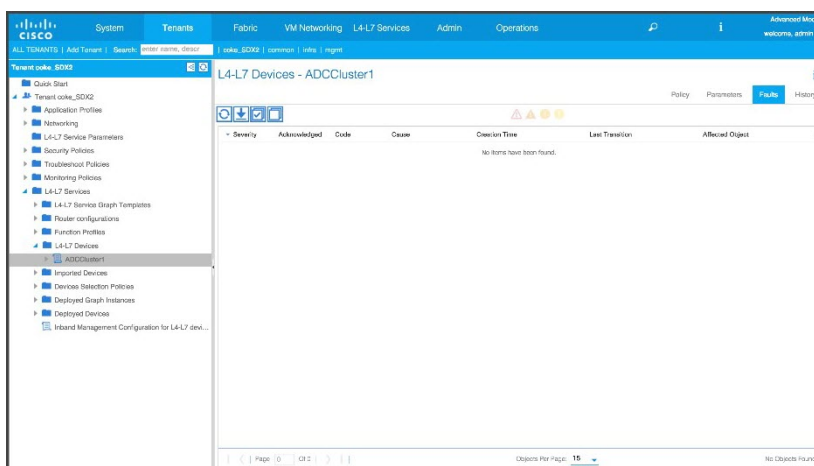 Advanced Mod
CISCO System Tenants Fabric VM Networking L4-L7 Services Admin Operations i
welcome, admin
ALL TENANTS | Add Tenant | Search: enter name, descr | coke_SDX2 | common | infra | mgmt
Tenant coke_SDX2
Quick Start
Tenant coke_SDX2
Application Profiles
Networking
L4-L7 Service Parameters
Security Policies
Troubleshoot Policies
Monitoring Policies
L4-L7 Services
L4-L7 Service Graph Templates
Router configurations
Function Profiles
L4-L7 Devices
ADCCluster1
Imported Devices
Devices Selection Policies
Deployed Graph Instances
Deployed Devices
Inband Management Configuration for L4-L7 devi...
L4-L7 Devices - ADCCluster1
Policy Parameters Faults History
Severity Acknowledged Code Cause Creation Time Last Transition Affected Object
No items have been found.
Page 0 Of Objects Per Page: 15 No Objects Found